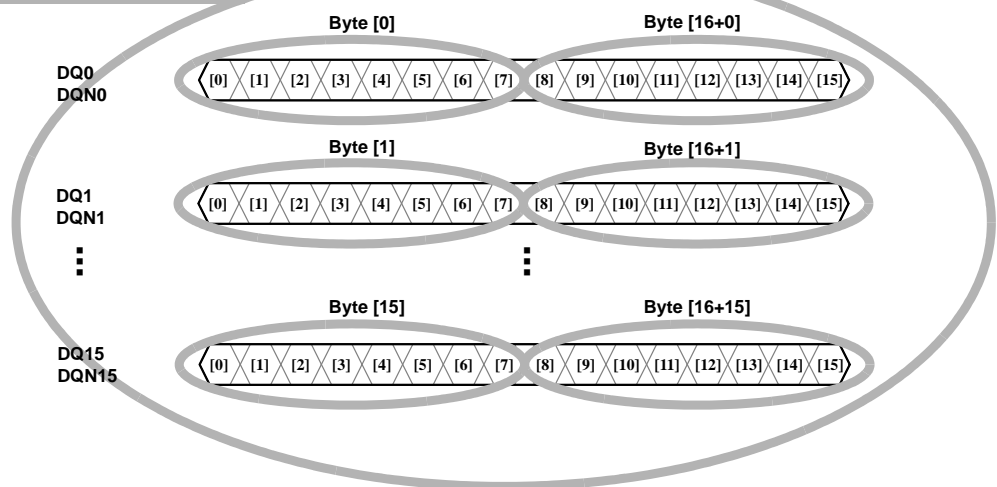 Byte [0] Byte [16+0]
DQ0
DQN0
[0] [1] [2] [3] [4] [5] [6] [7] [8] [9] [10] [11] [12] [13] [14] [15]
Byte [1] Byte [16+1]
DQ1
DQN1
[0] [1] [2] [3] [4] [5] [6] [7] [8] [9] [10] [11] [12] [13] [14] [15]
Byte [15] Byte [16+15]
DQ15
DQN15
[0] [1] [2] [3] [4] [5] [6] [7] [8] [9] [10] [11] [12] [13] [14] [15]